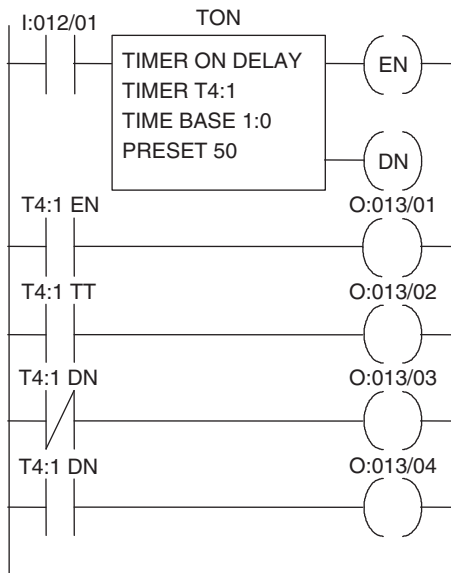 I:012/01
TON
TIMER ON DELAY
TIMER T4:1
TIME BASE 1:0
PRESET 50
EN
DN
T4:1 EN
O:013/01
T4:1 TT
O:013/02
T4:1 DN
O:013/03
T4:1 DN
O:013/04